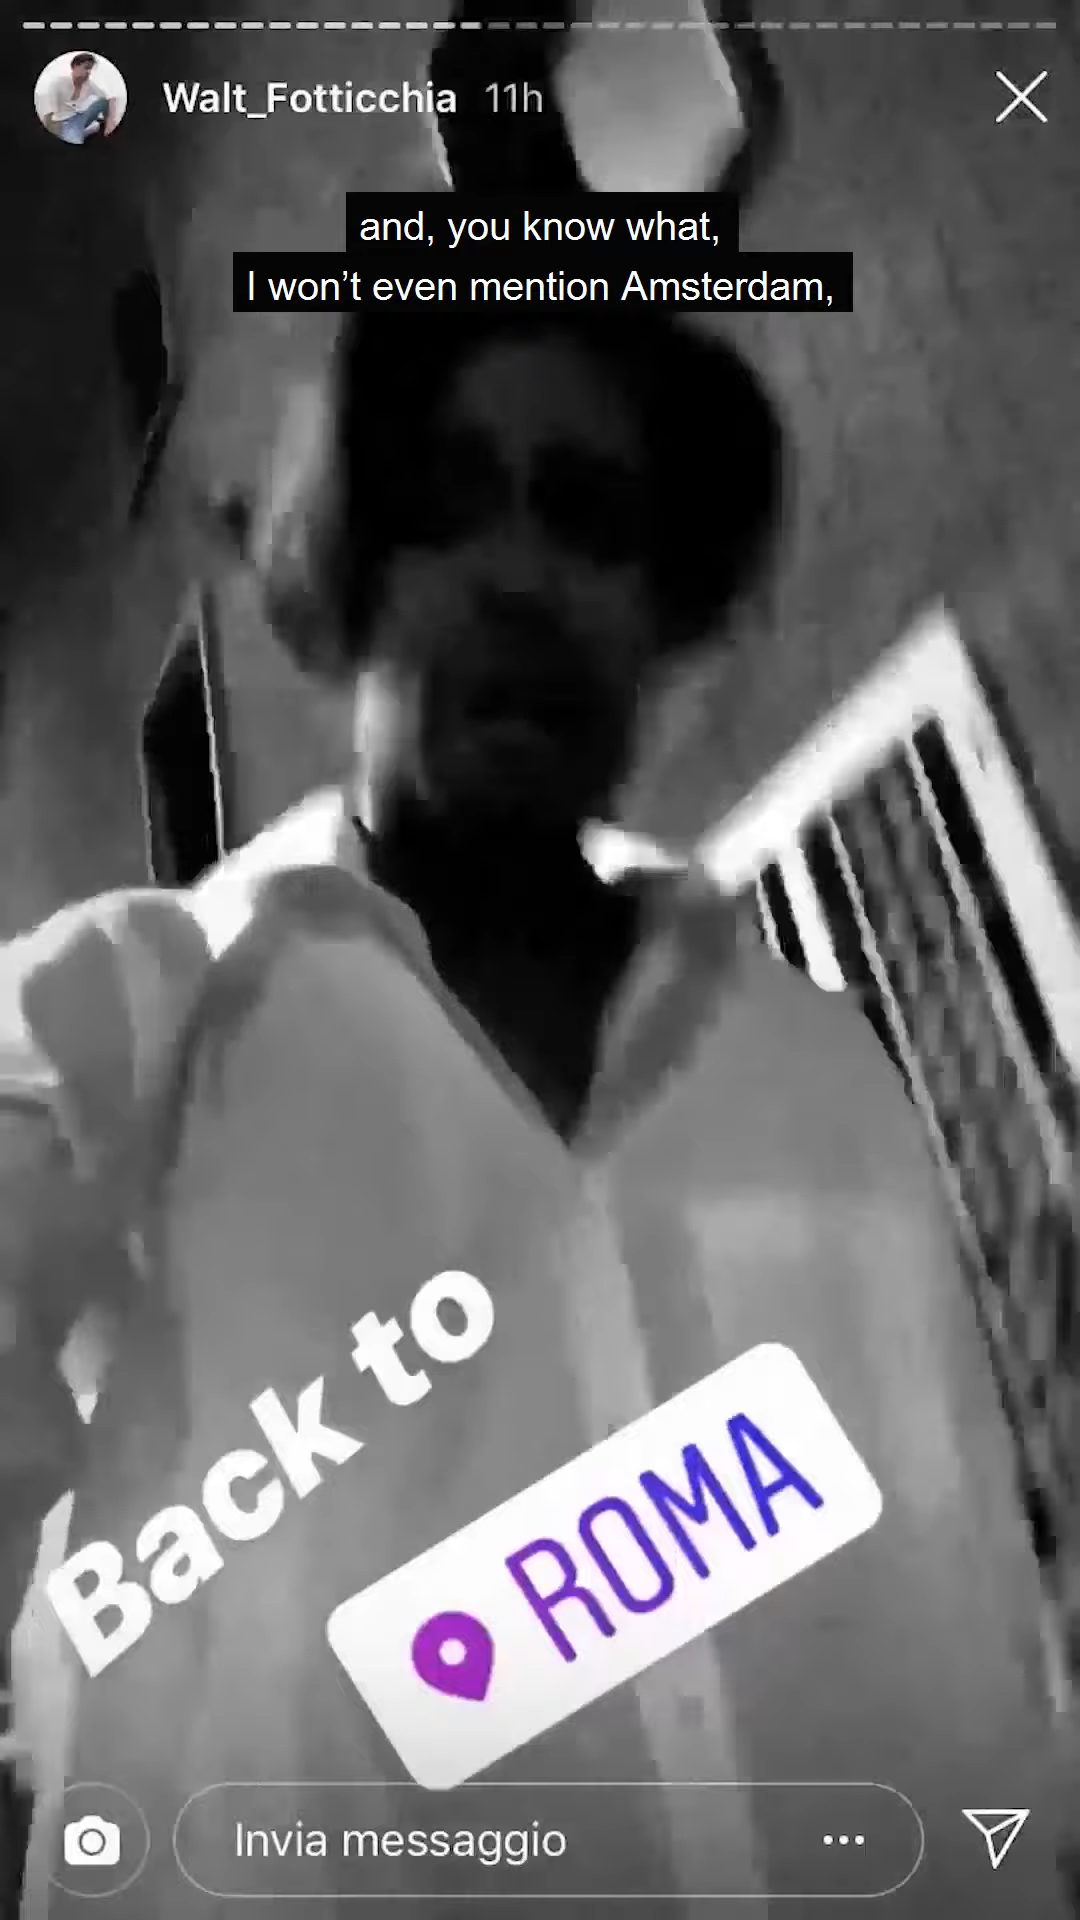 Walt_Fotticchia 11h
and, you know what,
I won’t even mention Amsterdam,
Back to
ROMA
Invia messaggio